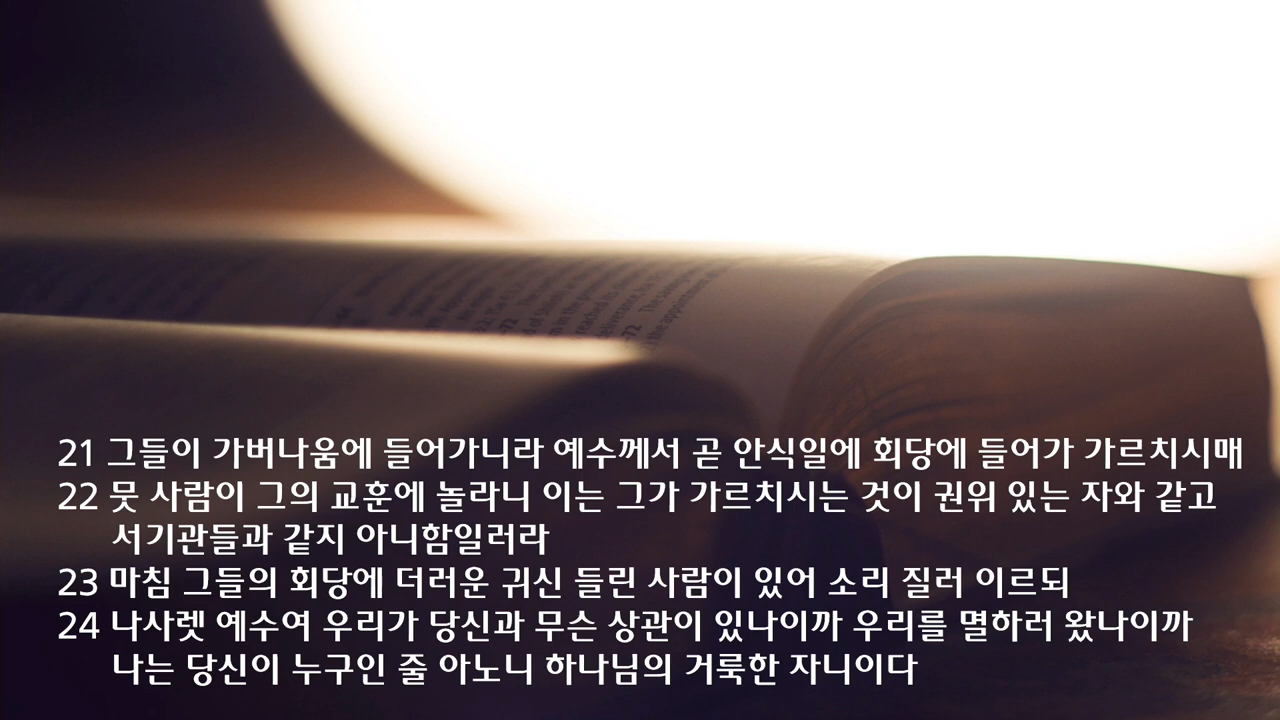 21 그들이 가버나움에 들어가니라 예수께서 곧 안식일에 회당에 들어가 가르치시매
22 뭇 사람이 그의 교훈에 놀라니 이는 그가 가르치시는 것이 권위 있는 자와 같고
서기관들과 같지 아니함일러라
23 마침 그들의 회당에 더러운 귀신 들린 사람이 있어 소리 질러 이르되
24 나사렛 예수여 우리가 당신과 무슨 상관이 있나이까 우리를 멸하러 왔나이까
나는 당신이 누구인 줄 아노니 하나님의 거룩한 자니이다